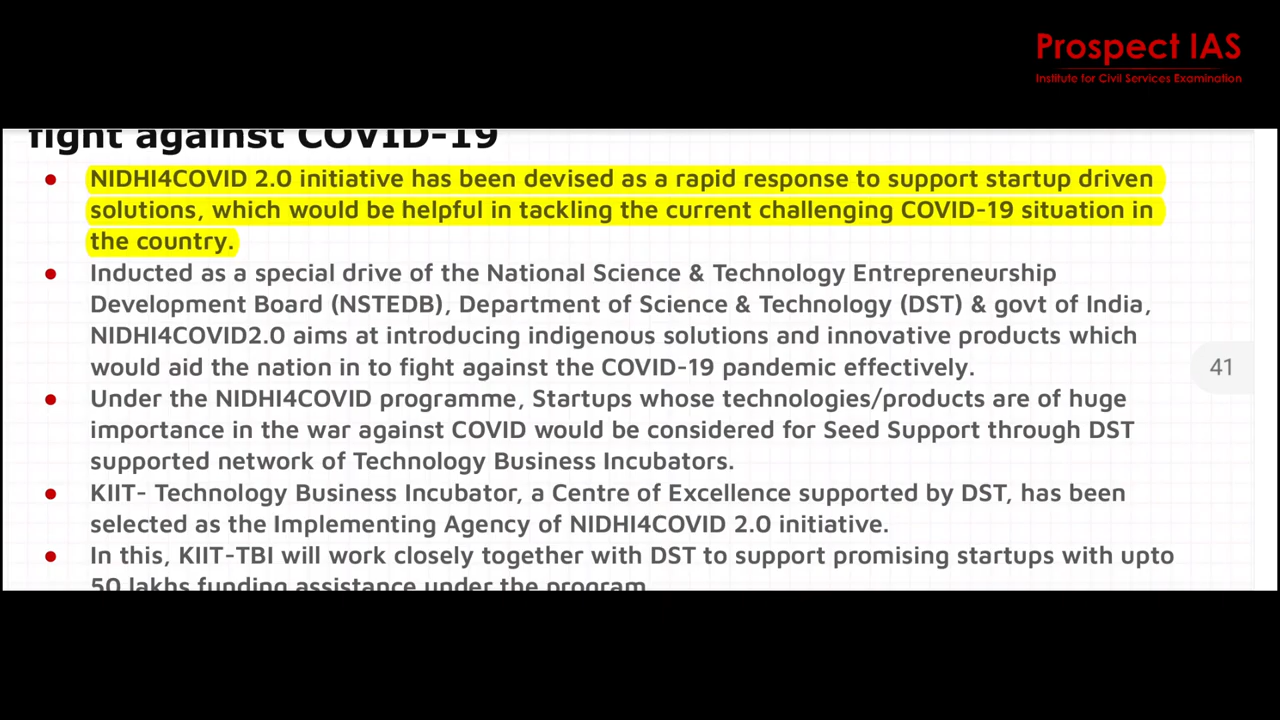 Prospect IAS
Institute for Civil Services Examination
fight against COVID-19
● NIDHI4COVID 2.0 initiative has been devised as a rapid response to support startup driven
solutions, which would be helpful in tackling the current challenging COVID-19 situation in
the country.
● Inducted as a special drive of the National Science & Technology Entrepreneurship
Development Board (NSTEDB), Department of Science & Technology (DST) & govt of India,
NIDHI4COVID2.0 aims at introducing indigenous solutions and innovative products which
would aid the nation in to fight against the COVID-19 pandemic effectively.
41
● Under the NIDHI4COVID programme, Startups whose technologies/products are of huge
importance in the war against COVID would be considered for Seed Support through DST
supported network of Technology Business Incubators.
● KIIT- Technology Business Incubator, a Centre of Excellence supported by DST, has been
selected as the Implementing Agency of NIDHI4COVID 2.0 initiative.
● In this, KIIT-TBI will work closely together with DST to support promising startups with upto
50 lakhs funding assistance under the program